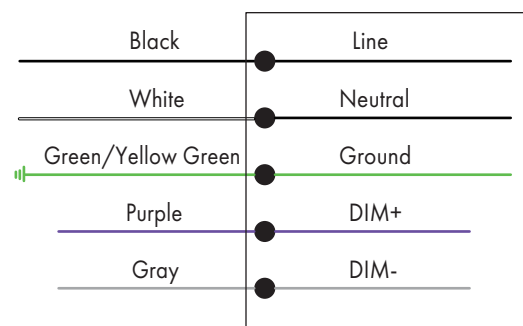 Black Line
White Neutral
Green/Yellow Green Ground
Purple DIM+
Gray DIM-